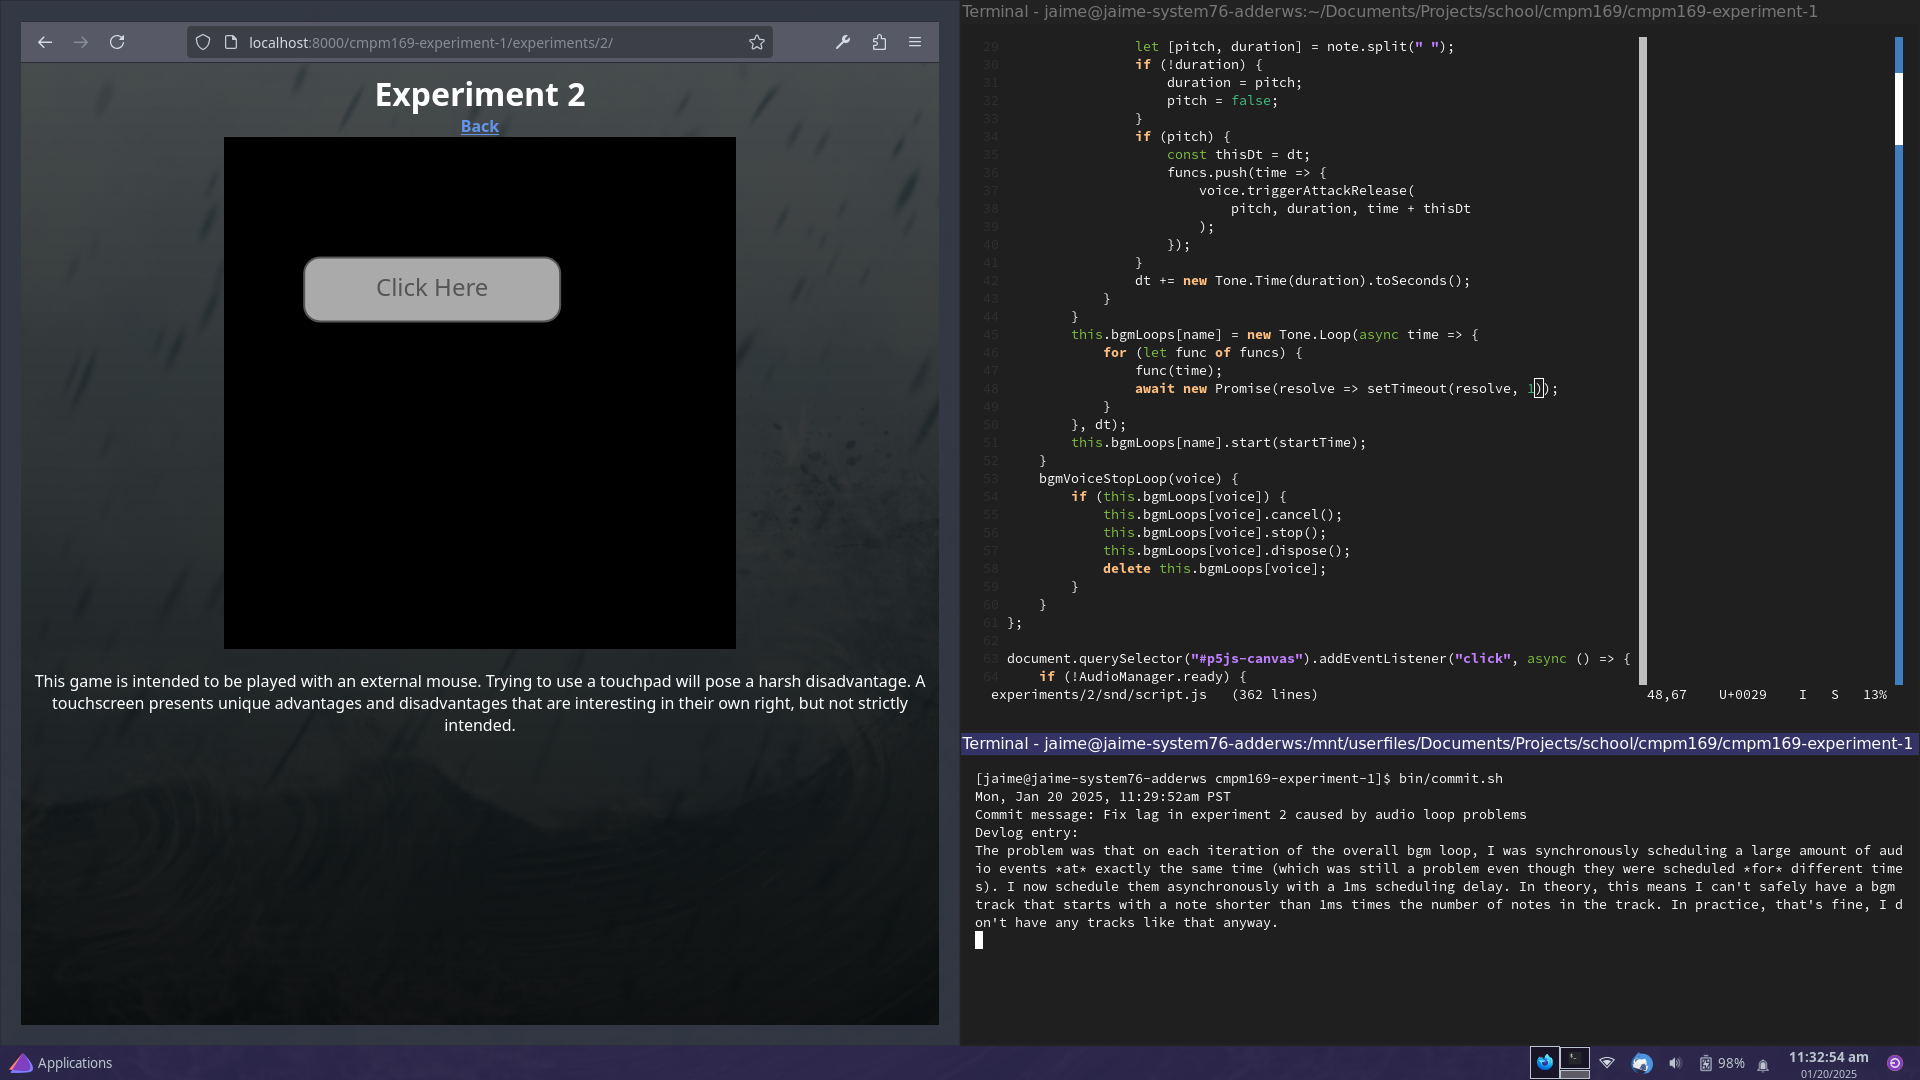 localhost:8000/cmpm169-experiment-1/experiments/2/
Experiment 2
Back
Click Here
This game is intended to be played with an external mouse. Trying to use a touchpad will pose a harsh disadvantage. A
touchscreen presents unique advantages and disadvantages that are interesting in their own right, but not strictly
intended.
Terminal - jaime@jaime-system76-adderws:~/Documents/Projects/school/cmpm169/cmpm169-experiment-1
29 let [pitch, duration] = note.split(" ");
30 if (!duration) {
31 duration = pitch;
32 pitch = false;
33 }
34 if (pitch) {
35 const thisDt = dt;
36 funcs.push(time => {
37 voice.triggerAttackRelease(
38 pitch, duration, time + thisDt
39 );
40 });
41 }
42 dt += new Tone.Time(duration).toSeconds();
43 }
44 }
45 this.bgmLoops[name] = new Tone.Loop(async time => {
46 for (let func of funcs) {
47 func(time);
48 await new Promise(resolve => setTimeout(resolve, 1));
49 }
50 }, dt);
51 this.bgmLoops[name].start(startTime);
52 }
53 bgmVoiceStopLoop(voice) {
54 if (this.bgmLoops[voice]) {
55 this.bgmLoops[voice].cancel();
56 this.bgmLoops[voice].stop();
57 this.bgmLoops[voice].dispose();
58 delete this.bgmLoops[voice];
59 }
60 }
61 };
62
63 document.querySelector("#p5js-canvas").addEventListener("click", async () => {
64 if (!AudioManager.ready) {
experiments/2/snd/script.js (362 lines) 48,67 U+0029 I S 13%
Terminal - jaime@jaime-system76-adderws:/mnt/userfiles/Documents/Projects/school/cmpm169/cmpm169-experiment-1
[jaime@jaime-system76-adderws cmpm169-experiment-1]$ bin/commit.sh
Mon, Jan 20 2025, 11:29:52am PST
Commit message: Fix lag in experiment 2 caused by audio loop problems
Devlog entry:
The problem was that on each iteration of the overall bgm loop, I was synchronously scheduling a large amount of aud
io events *at* exactly the same time (which was still a problem even though they were scheduled *for* different time
s). I now schedule them asynchronously with a 1ms scheduling delay. In theory, this means I can't safely have a bgm
track that starts with a note shorter than 1ms times the number of notes in the track. In practice, that's fine, I d
on't have any tracks like that anyway.
Applications
98%
11:32:54 am
01/20/2025